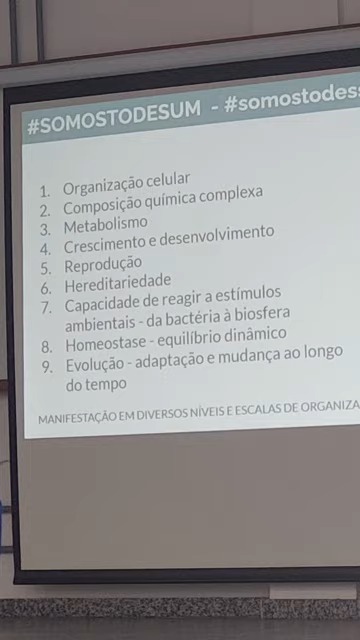 #SOMOSTODESUM - #somostodes
1. Organização celular
2. Composição química complexa
3. Metabolismo
4. Crescimento e desenvolvimento
5. Reprodução
6. Hereditariedade
7. Capacidade de reagir a estímulos
ambientais - da bactéria à biosfera
8. Homeostase - equilíbrio dinâmico
9. Evolução - adaptação e mudança ao longo
do tempo
MANIFESTAÇÃO EM DIVERSOS NÍVEIS E ESCALAS DE ORGANIZA